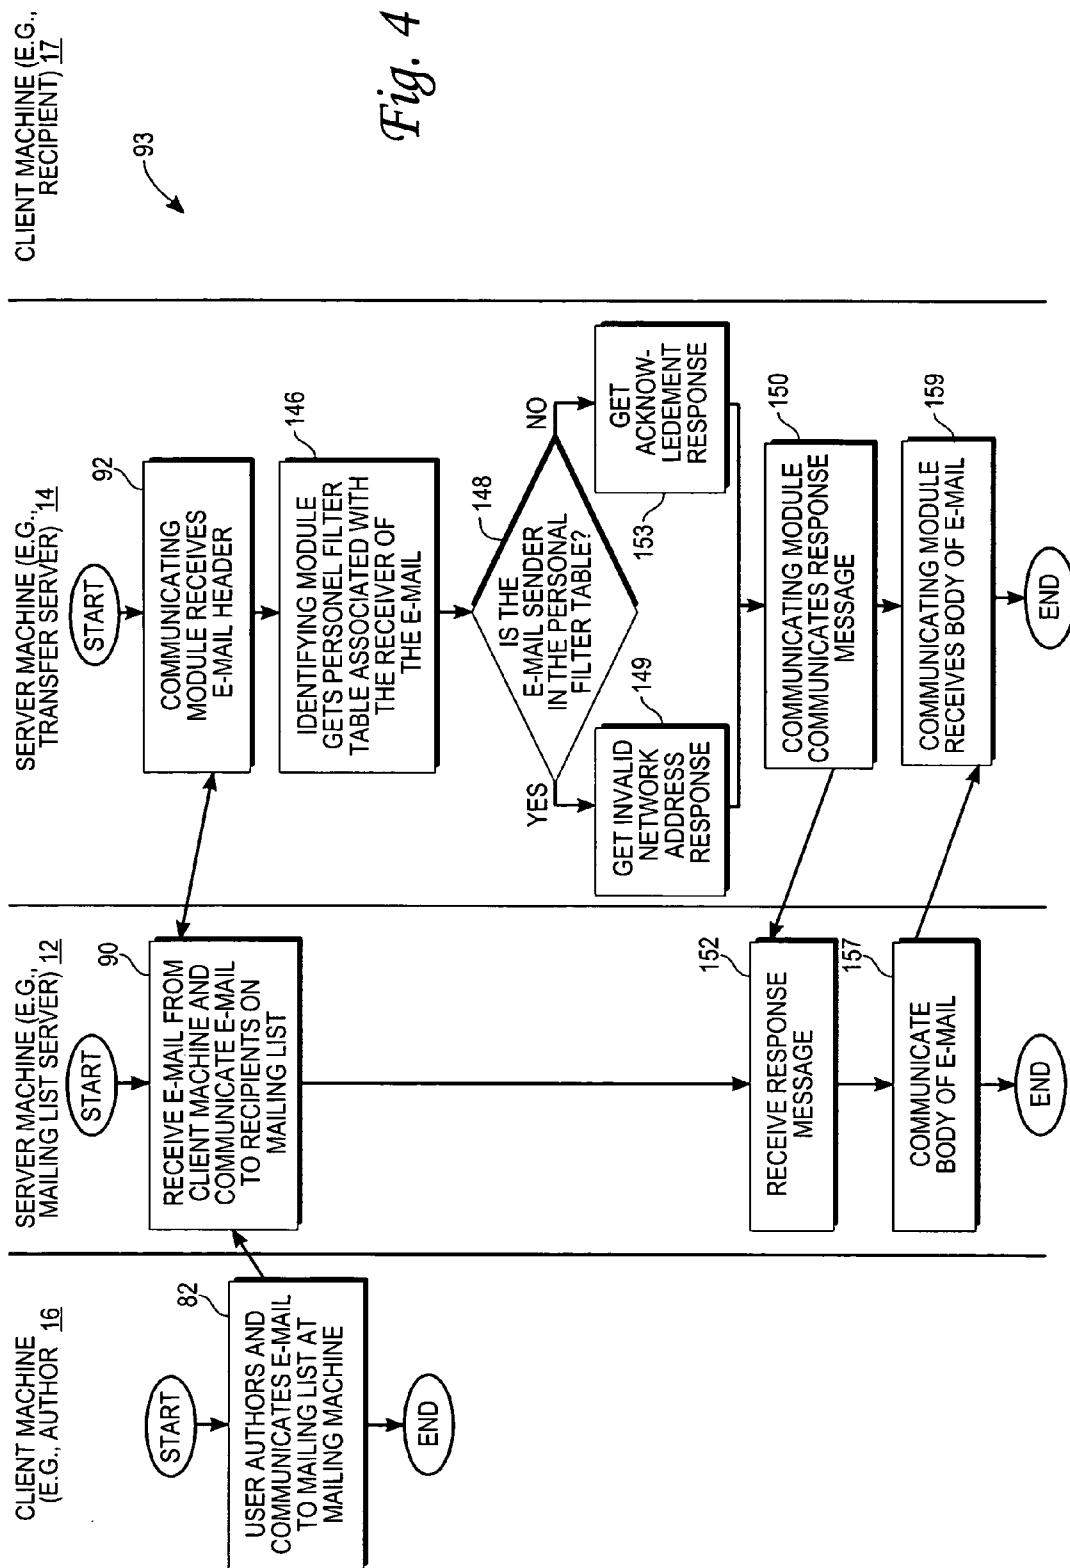 CLIENT MACHINE
(E.G., AUTHOR 16
START
82
USER AUTHORS AND
COMMUNICATES E-MAIL
TO MAILING LIST AT
MAILING MACHINE
END
SERVER MACHINE (E.G.,
MAILING LIST SERVER) 12
START
90
RECEIVE E-MAIL FROM
CLIENT MACHINE AND
COMMUNICATE E-MAIL
TO RECIPIENTS ON
MAILING LIST
152
RECEIVE RESPONSE
MESSAGE
157
COMMUNICATE
BODY OF E-MAIL
END
SERVER MACHINE (E.G.,
TRANSFER SERVER) 14
START
92
COMMUNICATING
MODULE RECEIVES
E-MAIL HEADER
146
IDENTIFYING MODULE
GETS PERSONEL FILTER
TABLE ASSOCIATED WITH
THE RECEIVER OF
THE E-MAIL
148
IS THE
E-MAIL SENDER
IN THE PERSONAL
FILTER TABLE?
YES
NO
149
GET INVALID
NETWORK
ADDRESS
RESPONSE
153
GET
ACKNOW-
LEDEMENT
RESPONSE
150
COMMUNICATING MODULE
COMMUNICATES RESPONSE
MESSAGE
159
COMMUNICATING MODULE
RECEIVES BODY OF E-MAIL
END
CLIENT MACHINE (E.G.,
RECIPIENT) 17
93
Fig. 4